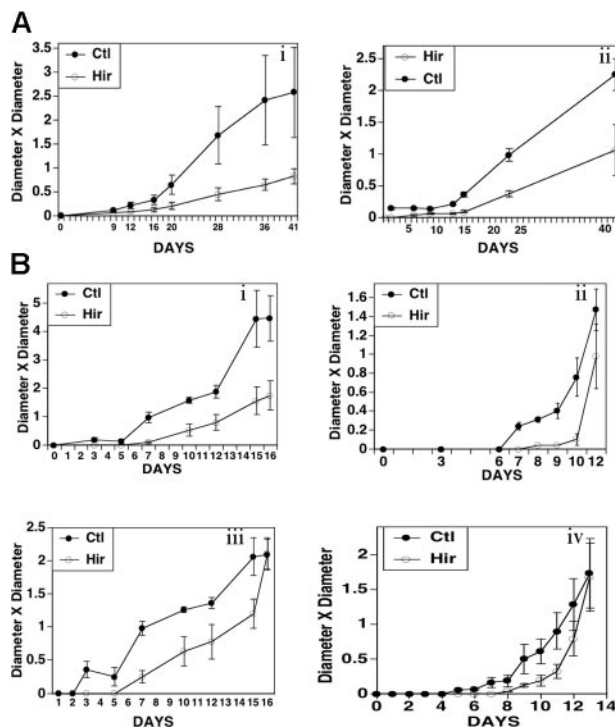 A
i
Ctl
Hir
Diameter X Diameter
3.5
3
2.5
2
1.5
1
0.5
0
0 9 12 16 20 28 36 41
DAYS
ii
Hir
Ctl
Diameter X Diameter
2.5
2
1.5
1
0.5
0
5 9 15 20 25 40
DAYS
B
i
Ctl
Hir
Diameter X Diameter
5
4
3
2
1
0
0 1 2 3 4 5 6 7 8 9 10 11 12 13 14 15 16
DAYS
ii
Ctl
Hir
Diameter X Diameter
1.6
1.4
1.2
1
0.8
0.6
0.4
0.2
0
0 3 6 7 8 9 10 12
DAYS
iii
Ctl
Hir
Diameter X Diameter
2.5
2
1.5
1
0.5
0
1 2 3 4 5 6 7 8 9 10 11 12 13 14 15 16
DAYS
iv
Ctl
Hir
Diameter X Diameter
2
1.5
1
0.5
0
0 2 4 6 8 10 12 14
DAYS